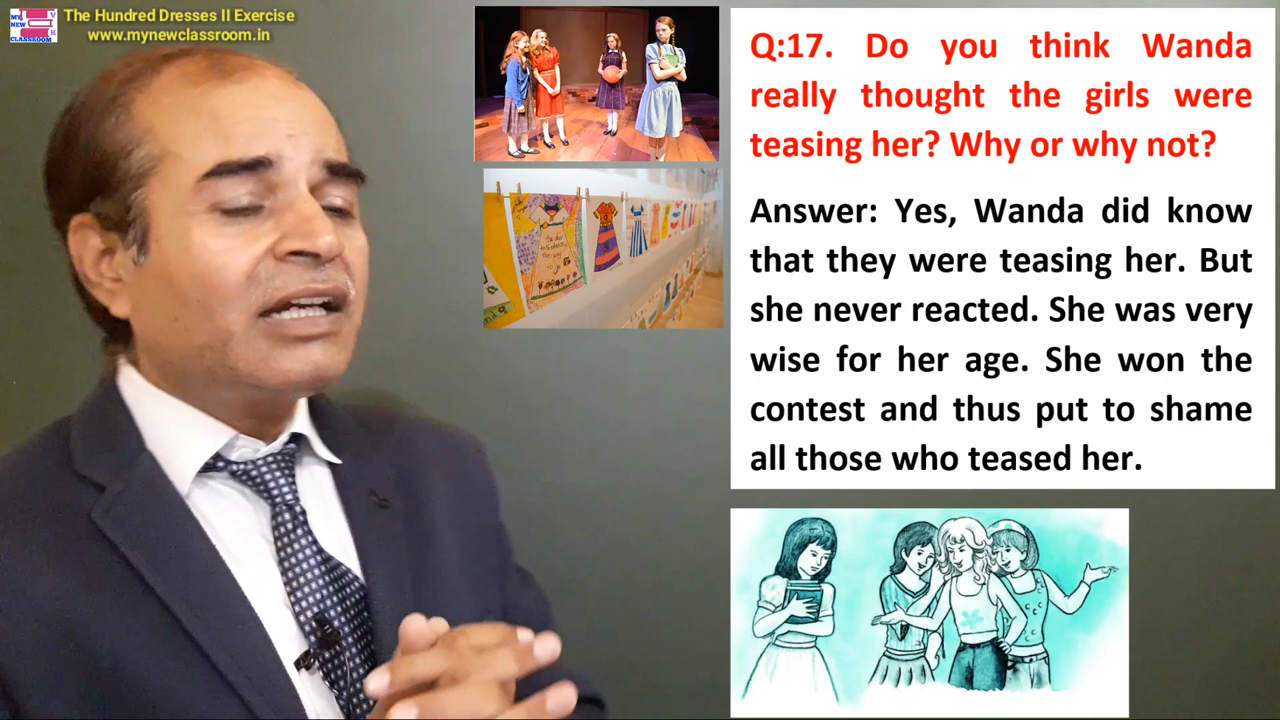 The Hundred Dresses II Exercise
www.mynewclassroom.in
MY
NEW
V
K
CLASSROOM
Q:17. Do you think Wanda
really thought the girls were
teasing her? Why or why not?
Answer: Yes, Wanda did know
that they were teasing her. But
she never reacted. She was very
wise for her age. She won the
contest and thus put to shame
all those who teased her.